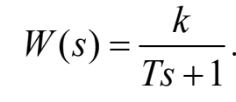 W(s) = k / (Ts + 1).